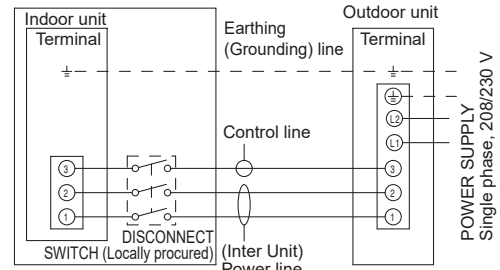 Indoor unit
Terminal
Earthing
(Grounding) line
Outdoor unit
Terminal
L2
L1
Control line
3
2
1
3
2
1
DISCONNECT
SWITCH (Locally procured)
(Inter Unit)
Power line
POWER SUPPLY
Single phase, 208/230 V